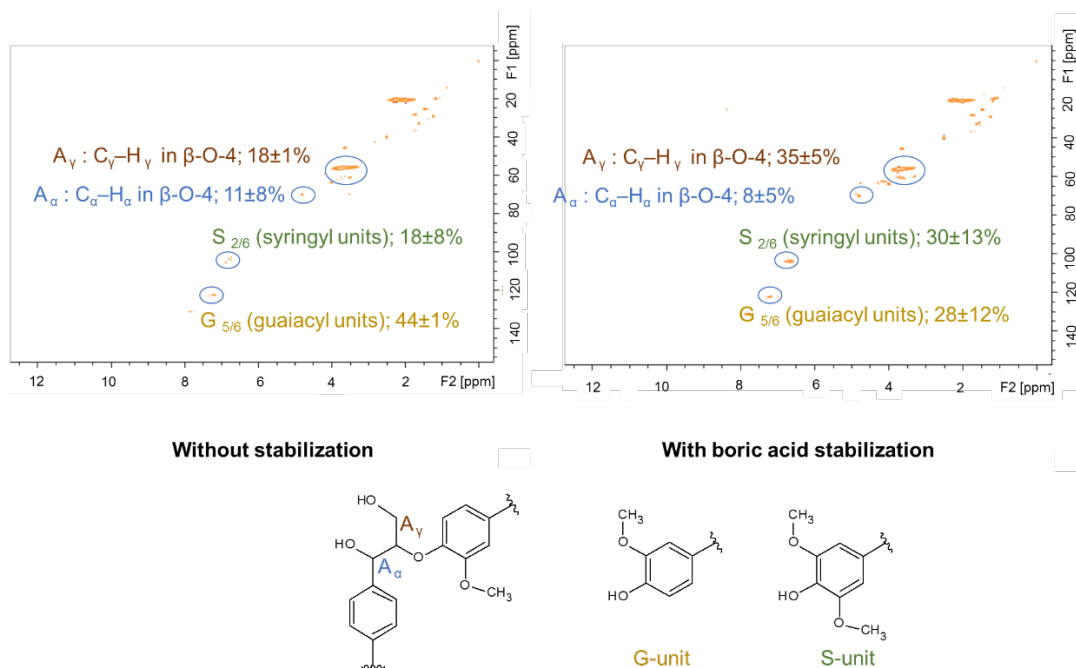 F1 [ppm]
20
40
60
80
100
120
140
12
10
8
6
4
2
F2 [ppm]
Aγ : Cγ–Hγ in β-O-4; 18±1%
Aα : Cα–Hα in β-O-4; 11±8%
S 2/6 (syringyl units); 18±8%
G 5/6 (guaiacyl units); 44±1%
F1 [ppm]
20
40
60
80
100
120
140
12
10
8
6
4
2
F2 [ppm]
Aγ : Cγ–Hγ in β-O-4; 35±5%
Aα : Cα–Hα in β-O-4; 8±5%
S 2/6 (syringyl units); 30±13%
G 5/6 (guaiacyl units); 28±12%
Without stabilization
With boric acid stabilization
HO
Aγ
HO
Aα
O
O
CH3
CH3
O
HO
G-unit
CH3
O
HO
O
CH3
S-unit